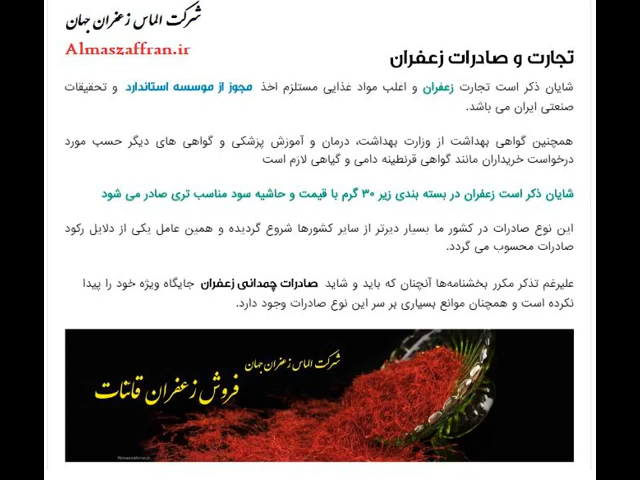 شرکت الماس زعفران جهان
Almaszaffran.ir
تجارت و صادرات زعفران
شایان ذکر است تجارت زعفران و اغلب مواد غذایی مستلزم اخذ مجوز از موسسه استاندارد و تحقیقات
صنعتی ایران می باشد.
همچنین گواهی بهداشت از وزارت بهداشت، درمان و آموزش پزشکی و گواهی های دیگر حسب مورد
درخواست خریداران مانند گواهی قرنطینه دامی و گیاهی لازم است
شایان ذکر است زعفران در بسته بندی زیر ۳۰ گرم با قیمت و حاشیه سود مناسب تری صادر می شود
این نوع صادرات در کشور ما بسیار دیرتر از سایر کشورها شروع گردیده و همین عامل یکی از دلایل رکود
صادرات محسوب می گردد.
علیرغم تذکر مکرر بخشنامه‌ها آنچنان که باید و شاید صادرات چمدانی زعفران جایگاه ویژه خود را پیدا
نکرده است و همچنان موانع بسیاری بر سر این نوع صادرات وجود دارد.
شرکت الماس زعفران جهان
فروش زعفران قائنات
Almaszaffran.ir